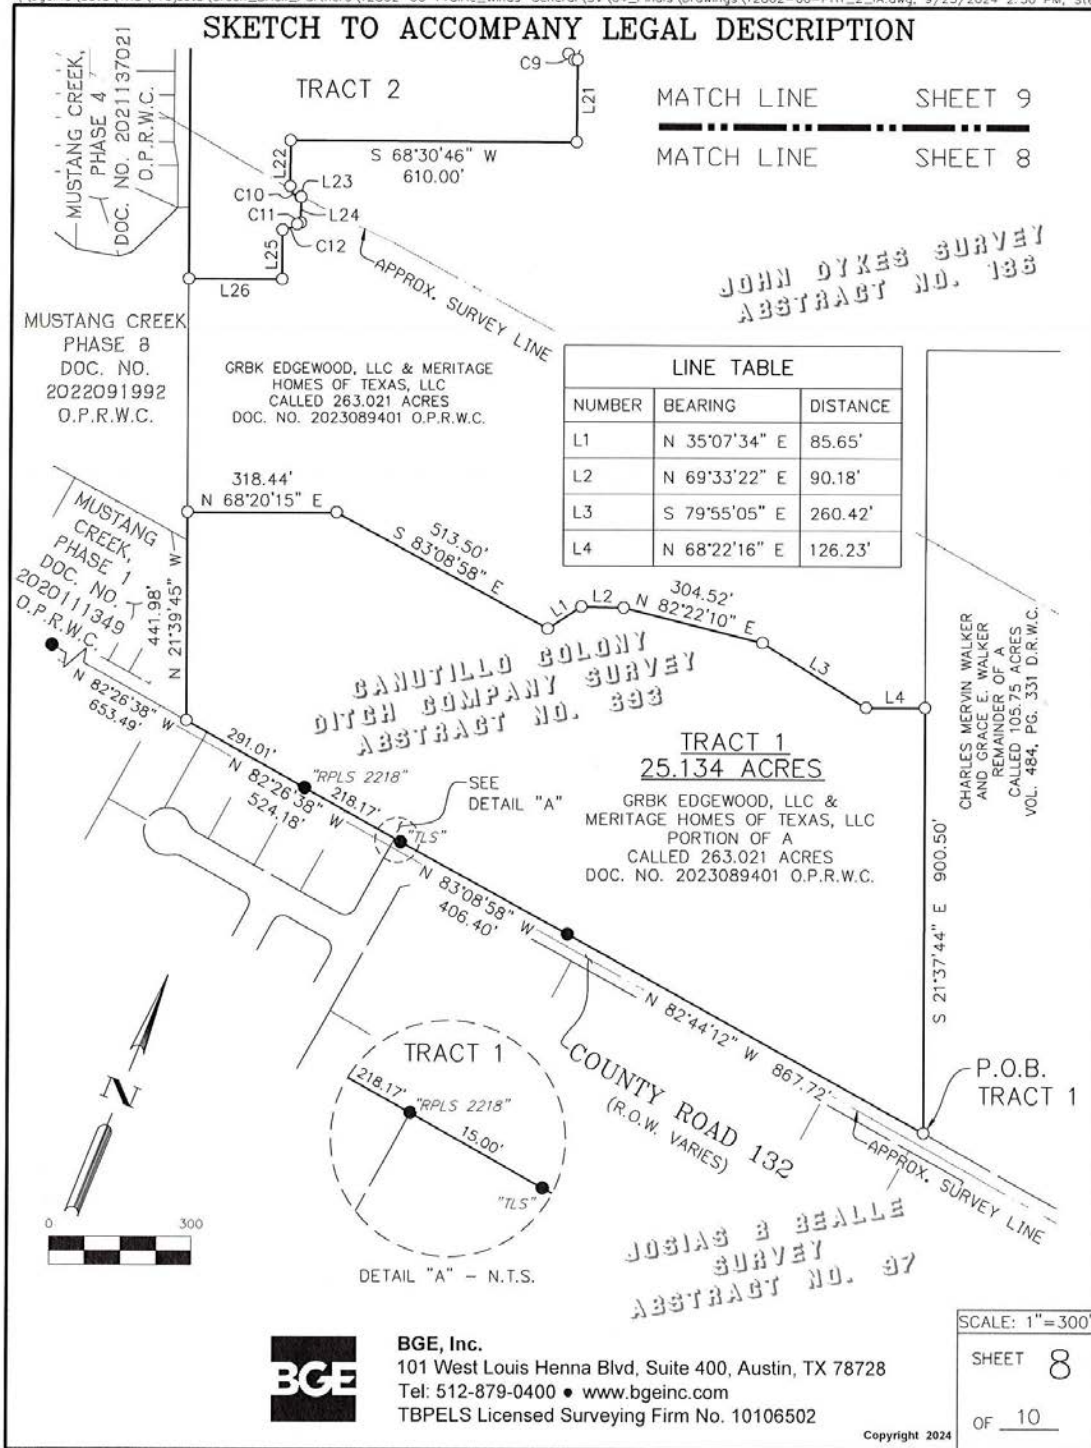 SKETCH TO ACCOMPANY LEGAL DESCRIPTION
MUSTANG CREEK,
PHASE 4
DOC. NO. 2021137021
O.P.R.W.C.
TRACT 2
C9
L21
S 68°30'46" W
610.00'
L22
C10
L23
C11
L24
C12
L25
L26
APPROX. SURVEY LINE
MATCH LINE SHEET 9
MATCH LINE SHEET 8
JOHN DYKES SURVEY
ABSTRACT NO. 186
MUSTANG CREEK
PHASE 8
DOC. NO.
2022091992
O.P.R.W.C.
GRBK EDGEWOOD, LLC & MERITAGE
HOMES OF TEXAS, LLC
CALLED 263.021 ACRES
DOC. NO. 2023089401 O.P.R.W.C.
LINE TABLE
NUMBER BEARING DISTANCE
L1 N 35°07'34" E 85.65'
L2 N 69°33'22" E 90.18'
L3 S 79°55'05" E 260.42'
L4 N 68°22'16" E 126.23'
318.44'
N 68°20'15" E
513.50'
S 83°08'58" E
L1
L2
304.52'
N 82°22'10" E
L3
L4
MUSTANG
CREEK,
PHASE 1
DOC. NO.
2020111349
O.P.R.W.C.
441.98'
N 21°39'45" W
N 82°26'38" W
653.49'
CANUTILLO COLONY
DITCH COMPANY SURVEY
ABSTRACT NO. 693
TRACT 1
25.134 ACRES
GRBK EDGEWOOD, LLC &
MERITAGE HOMES OF TEXAS, LLC
PORTION OF A
CALLED 263.021 ACRES
DOC. NO. 2023089401 O.P.R.W.C.
CHARLES MERVIN WALKER
AND GRACE E. WALKER
REMAINDER OF A
CALLED 105.75 ACRES
VOL. 484, PG. 331 D.R.W.C.
S 21°37'44" E 900.50'
291.01'
"RPLS 2218"
218.17'
N 82°26'38" W
524.18'
SEE
DETAIL "A"
"TLS"
N 83°08'58" W
406.40'
N 82°44'12" W 867.72'
COUNTY ROAD 132
(R.O.W. VARIES)
P.O.B.
TRACT 1
APPROX. SURVEY LINE
N
TRACT 1
218.17'
"RPLS 2218"
15.00'
"TLS"
DETAIL "A" - N.T.S.
0 300
JOSIAS B BEALLE
SURVEY
ABSTRACT NO. 97
BGE
BGE, Inc.
101 West Louis Henna Blvd, Suite 400, Austin, TX 78728
Tel: 512-879-0400 ● www.bgeinc.com
TBPELS Licensed Surveying Firm No. 10106502
Copyright 2024
SCALE: 1"=300'
SHEET 8
OF 10